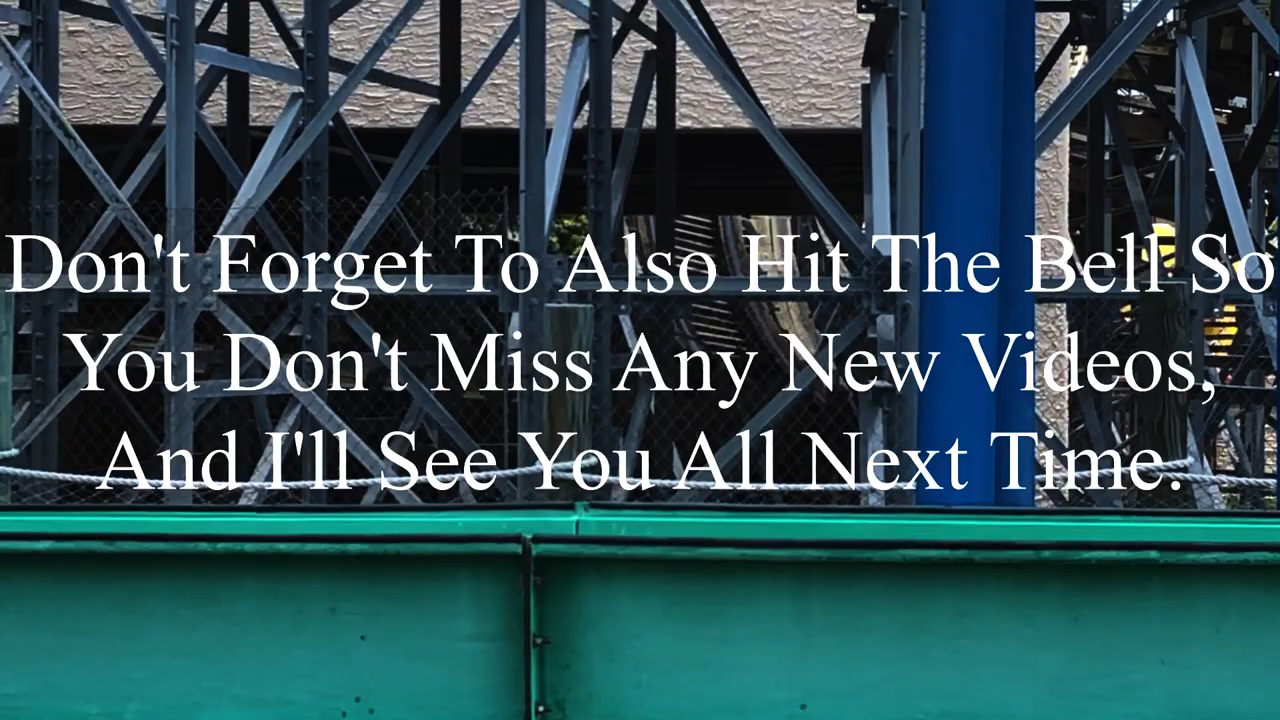 Don't Forget To Also Hit The Bell So
You Don't Miss Any New Videos,
And I'll See You All Next Time.